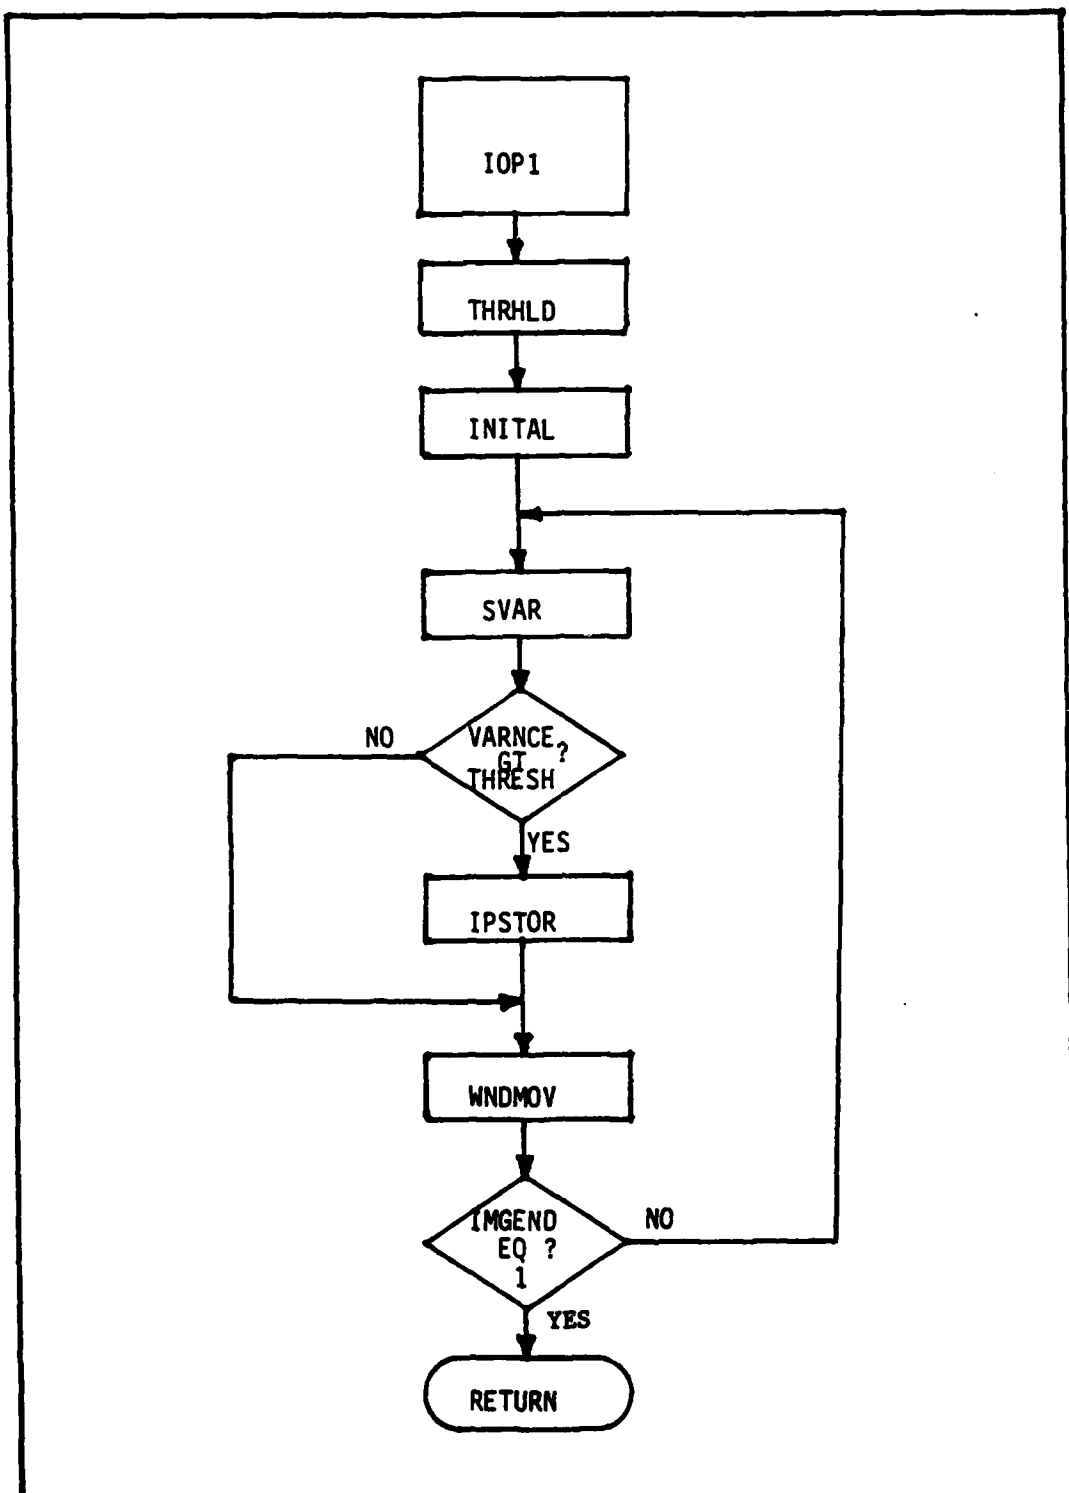 IOP1
THRHLD
INITAL
SVAR
NO
VARNCE
GT ?
THRESH
YES
IPSTOR
WNDMOV
IMGEND
EQ ?
1
NO
YES
RETURN